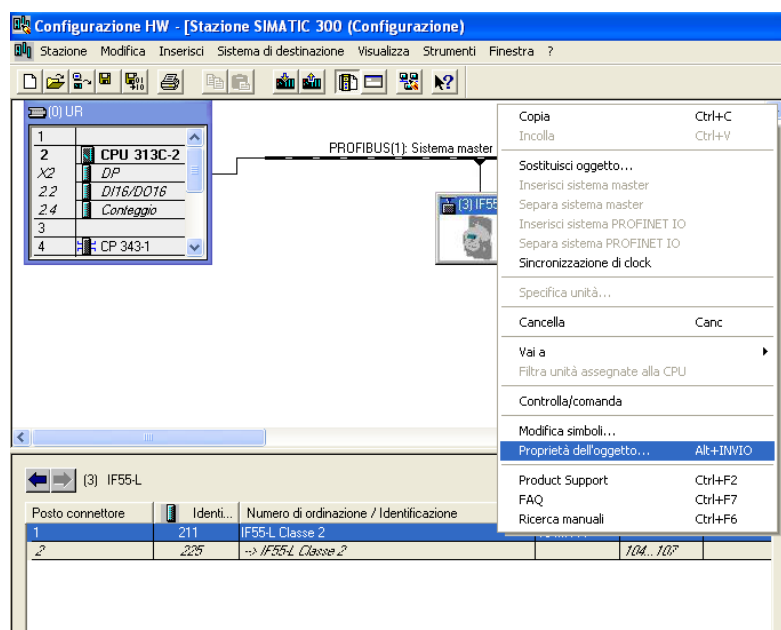 Configurazione HW - [Stazione SIMATIC 300 (Configurazione)
Stazione Modifica Inserisci Sistema di destinazione Visualizza Strumenti Finestra ?
(0) UR
1
2 CPU 313C-2
X2 DP
2.2 DI16/DO16
2.4 Conteggio
3
4 CP 343-1
PROFIBUS(1): Sistema master
(3) IF55
Copia Ctrl+C
Incolla Ctrl+V
Sostituisci oggetto...
Inserisci sistema master
Separa sistema master
Inserisci sistema PROFINET IO
Separa sistema PROFINET IO
Sincronizzazione di clock
Specifica unità...
Cancella Canc
Vai a
Filtra unità assegnate alla CPU
Controlla/comanda
Modifica simboli...
Proprietà dell'oggetto... Alt+INVIO
Product Support Ctrl+F2
FAQ Ctrl+F7
Ricerca manuali Ctrl+F6
(3) IF55-L
Posto connettore Identi... Numero di ordinazione / Identificazione
1 211 IF55-L Classe 2
2 225 --> IF55-L Classe 2 104...107